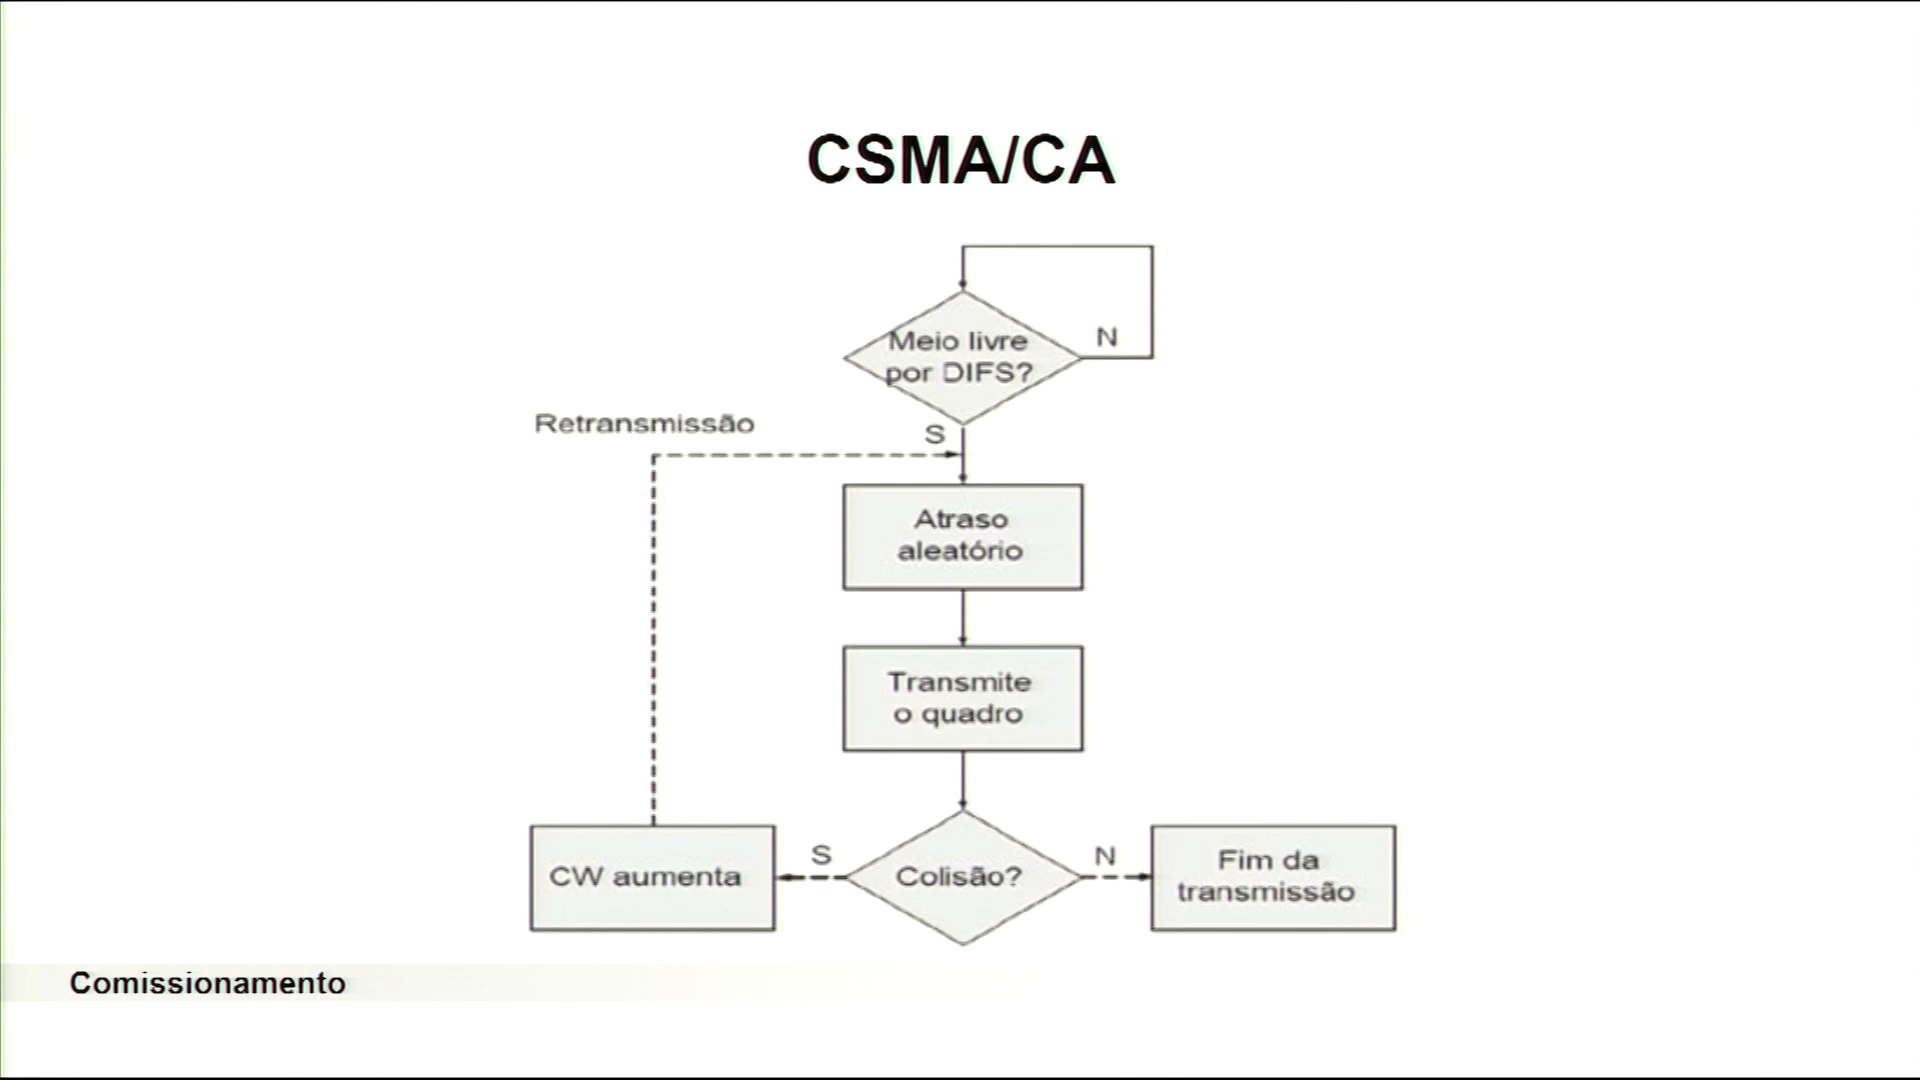 CSMA/CA
Meio livre
por DIFS?
N
Retransmissão
S
Atraso
aleatório
Transmite
o quadro
CW aumenta
S
Colisão?
N
Fim da
transmissão
Comissionamento